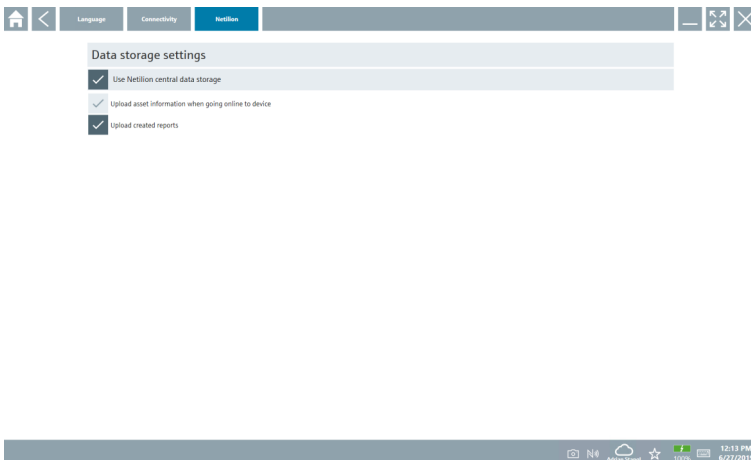 Language
Connectivity
Netilion
Data storage settings
Use Netilion central data storage
Upload asset information when going online to device
Upload created reports
12:13 PM
100%